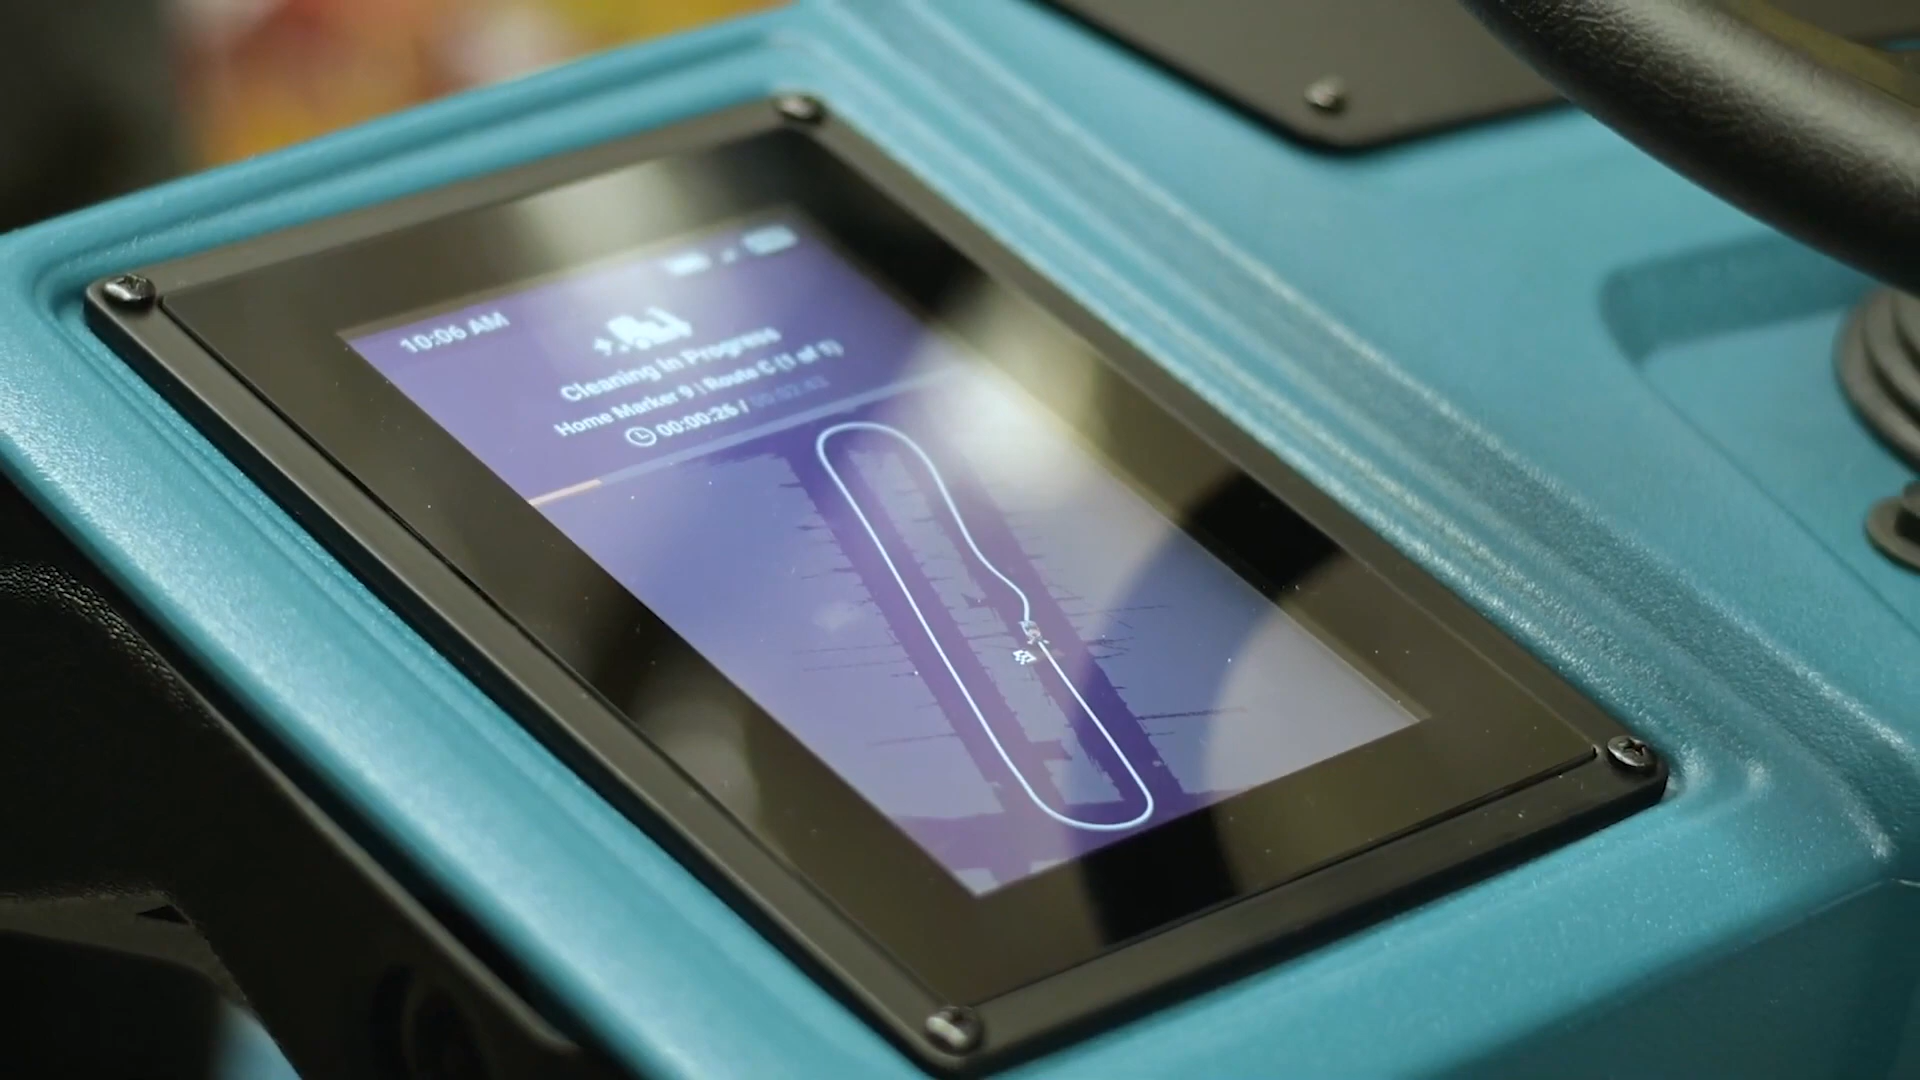 10:06 AM
Cleaning In Progress
Home Marker 9 | Route C (1 of 1)
00:00:26 /